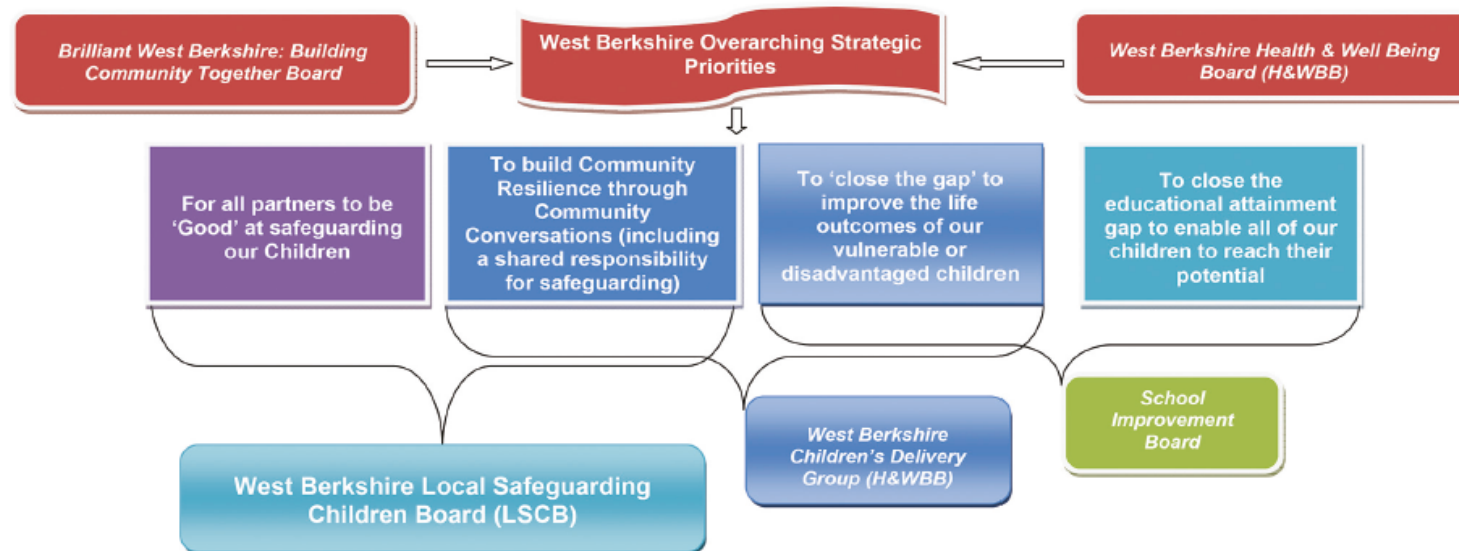 Brilliant West Berkshire: Building
Community Together Board
West Berkshire Overarching Strategic
Priorities
West Berkshire Health & Well Being
Board (H&WBB)
For all partners to be
‘Good’ at safeguarding
our Children
To build Community
Resilience through
Community
Conversations (including
a shared responsibility
for safeguarding)
To ‘close the gap’ to
improve the life
outcomes of our
vulnerable or
disadvantaged children
To close the
educational attainment
gap to enable all of our
children to reach their
potential
West Berkshire Local Safeguarding
Children Board (LSCB)
West Berkshire
Children’s Delivery
Group (H&WBB)
School
Improvement
Board